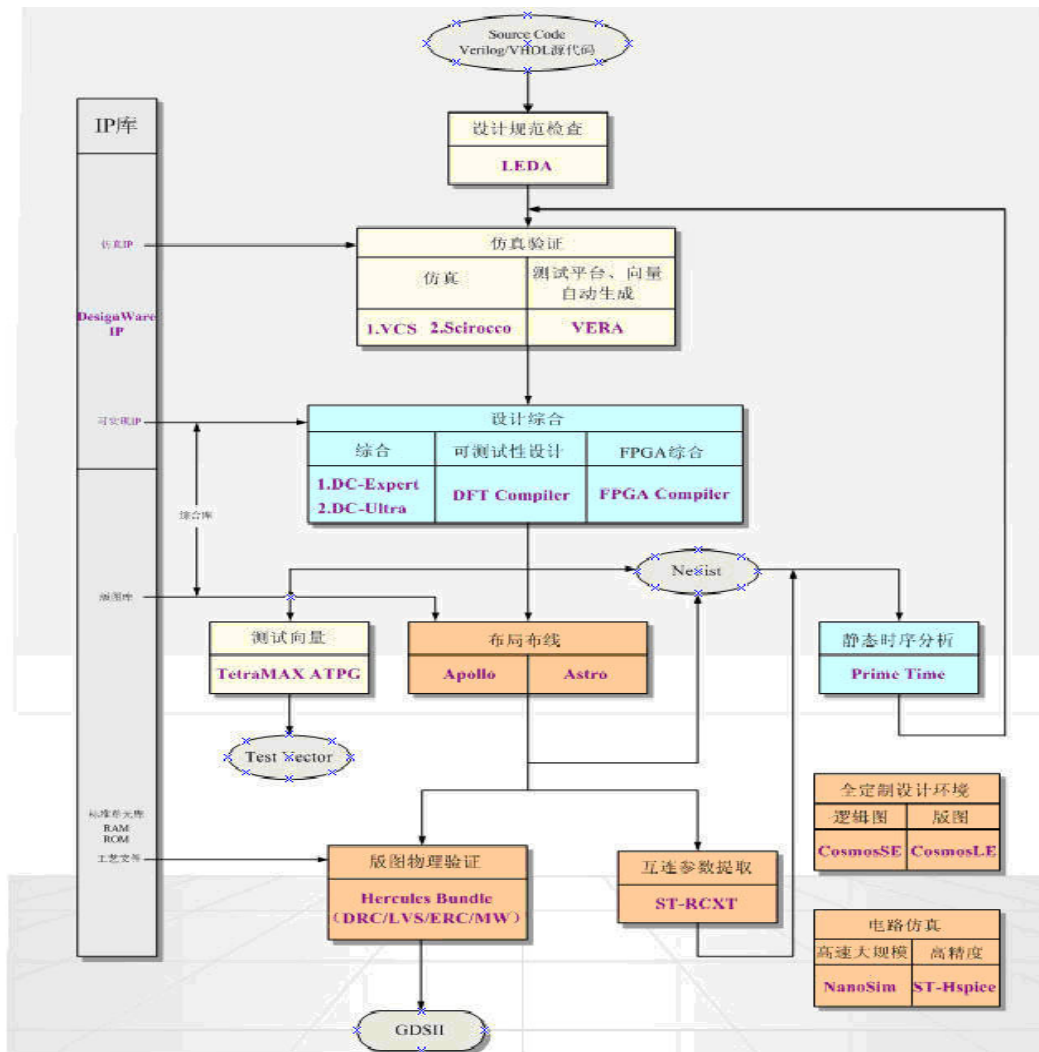 Source Code
Verilog/VHOL源代码
IP库
设计规范检查
LEDA
仿真IP
仿真验证
仿真
测试平台、向量
自动生成
DesignWare
IP
1.VCS 2.Scirocco
VERA
可实现IP
设计综合
综合
可测试性设计
FPGA综合
1.DC-Expert
2.DC-Ultra
DFT Compiler
FPGA Compiler
综合库
Netlist
版图库
测试向量
TetraMAX ATPG
布局布线
Apollo
Astro
静态时序分析
Prime Time
Test Vector
全定制设计环境
逻辑图
版图
CosmosSE
CosmosLE
标准单元库
RAM
ROM
工艺文等
版图物理验证
Hercules Bundle
(DRC/LVS/ERC/MW)
互连参数提取
ST-RCXT
电路仿真
高速大规模
高精度
NanoSim
ST-Hspice
GDSII